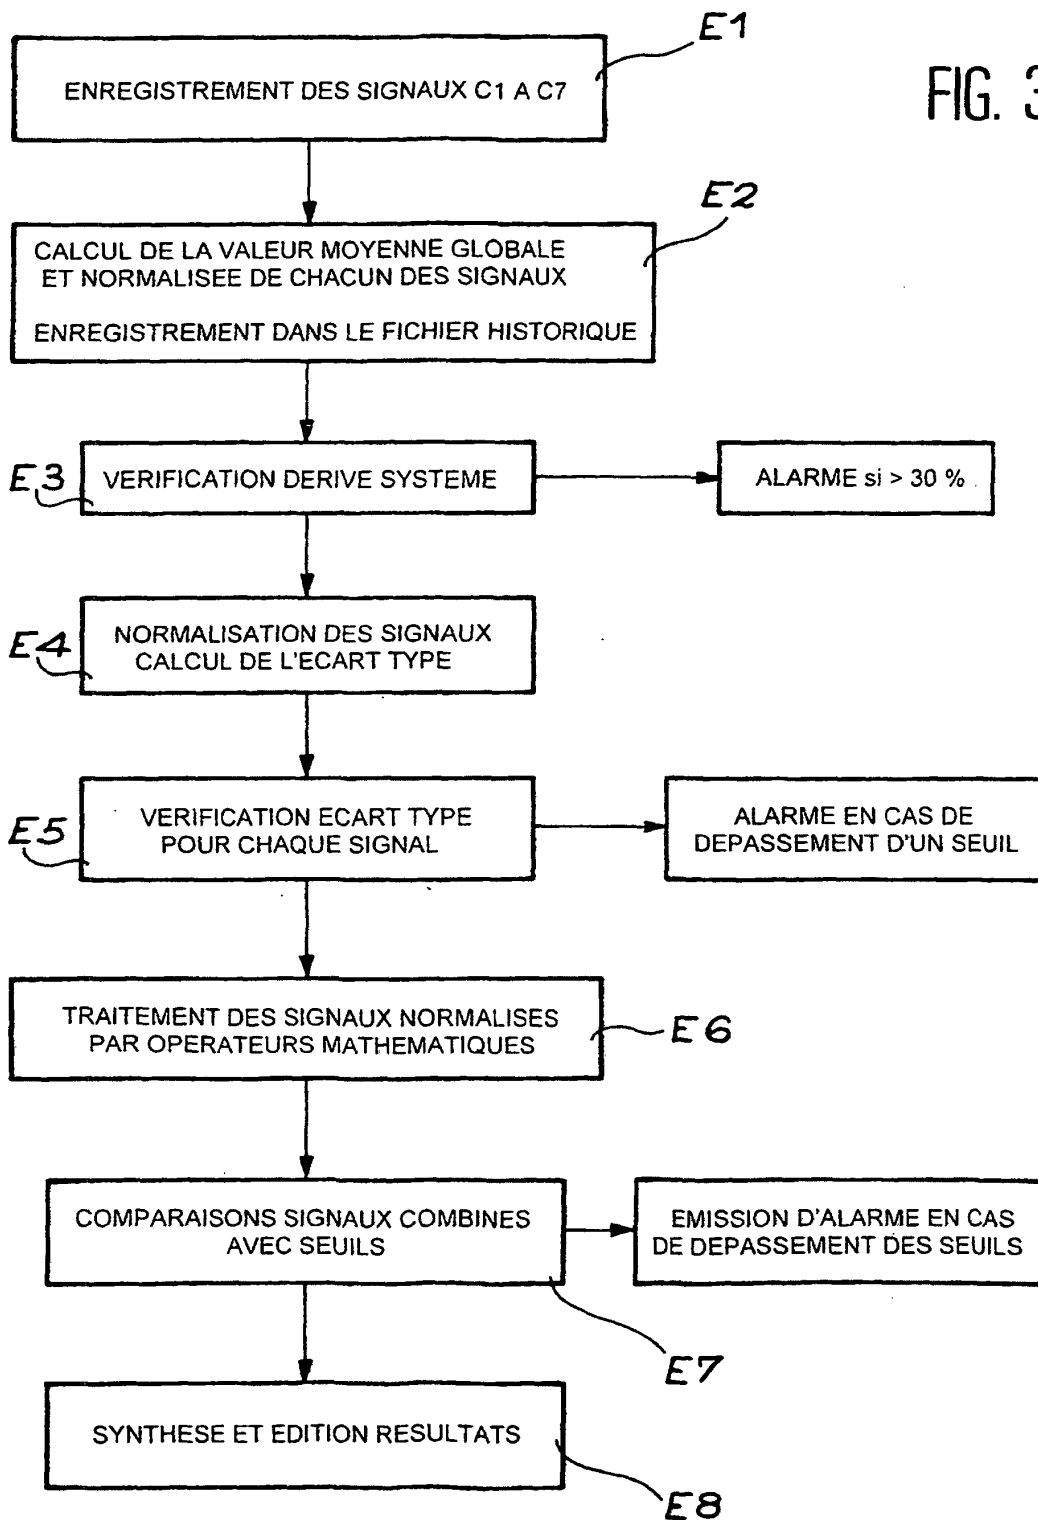 E1
FIG. 3
ENREGISTREMENT DES SIGNAUX C1 A C7
E2
CALCUL DE LA VALEUR MOYENNE GLOBALE
ET NORMALISEE DE CHACUN DES SIGNAUX
ENREGISTREMENT DANS LE FICHIER HISTORIQUE
E3
VERIFICATION DERIVE SYSTEME
ALARME si > 30 %
E4
NORMALISATION DES SIGNAUX
CALCUL DE L'ECART TYPE
E5
VERIFICATION ECART TYPE
POUR CHAQUE SIGNAL
ALARME EN CAS DE
DEPASSEMENT D'UN SEUIL
TRAITEMENT DES SIGNAUX NORMALISES
PAR OPERATEURS MATHEMATIQUES
E6
COMPARAISONS SIGNAUX COMBINES
AVEC SEUILS
EMISSION D'ALARME EN CAS
DE DEPASSEMENT DES SEUILS
E7
SYNTHESE ET EDITION RESULTATS
E8